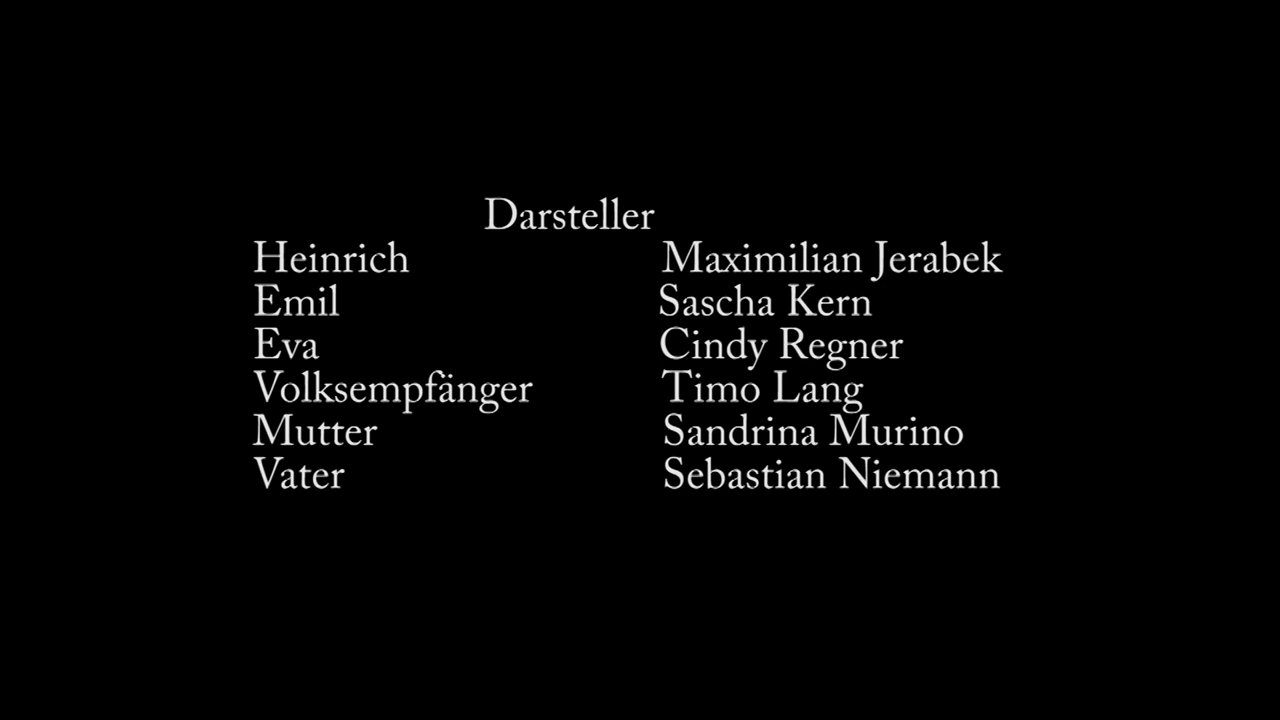 Darsteller
Heinrich Maximilian Jerabek
Emil Sascha Kern
Eva Cindy Regner
Volksempfänger Timo Lang
Mutter Sandrina Murino
Vater Sebastian Niemann